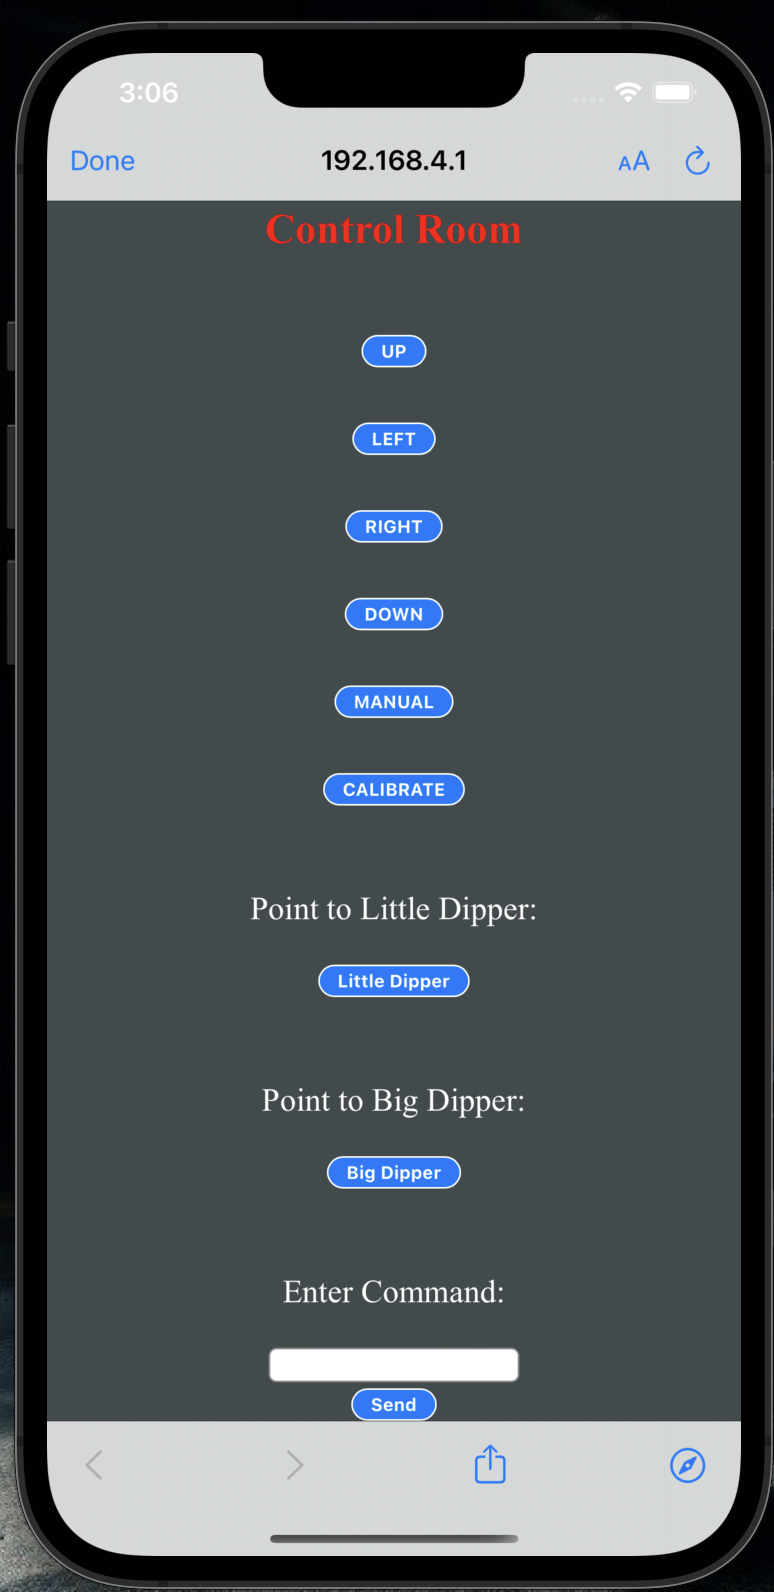 3:06
Done 192.168.4.1 AA
Control Room
UP
LEFT
RIGHT
DOWN
MANUAL
CALIBRATE
Point to Little Dipper:
Little Dipper
Point to Big Dipper:
Big Dipper
Enter Command:
Send